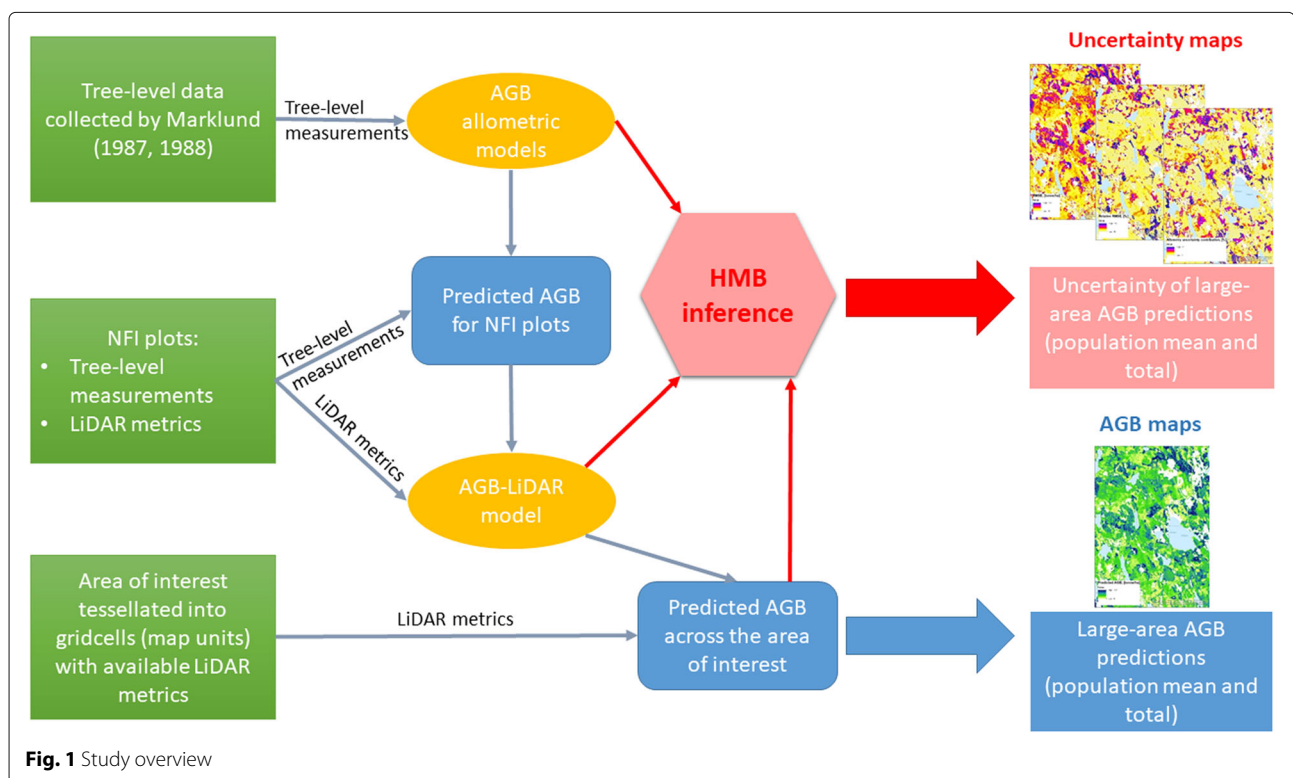 Uncertainty maps
Tree-level data
collected by Marklund
(1987, 1988)
Tree-level
measurements
AGB
allometric
models
NFI plots:
• Tree-level
measurements
• LiDAR metrics
Tree-level
measurements
LiDAR metrics
Predicted AGB
for NFI plots
HMB
inference
Uncertainty of large-
area AGB predictions
(population mean and
total)
AGB-LiDAR
model
AGB maps
Area of interest
tessellated into
gridcells (map units)
with available LiDAR
metrics
LiDAR metrics
Predicted AGB
across the area
of interest
Large-area AGB
predictions
(population mean and
total)
Fig. 1 Study overview